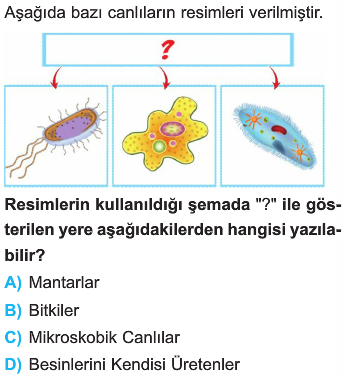 Aşağıda bazı canlıların resimleri verilmiştir.
?
Resimlerin kullanıldığı şemada "?" ile gös-
terilen yere aşağıdakilerden hangisi yazıla-
bilir?
A) Mantarlar
B) Bitkiler
C) Mikroskobik Canlılar
D) Besinlerini Kendisi Üretenler